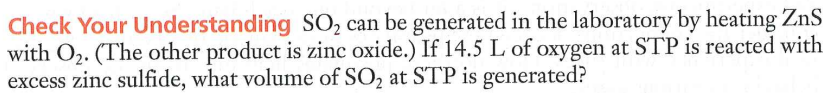 Check Your Understanding SO₂ can be generated in the laboratory by heating ZnS
with O₂. (The other product is zinc oxide.) If 14.5 L of oxygen at STP is reacted with
excess zinc sulfide, what volume of SO₂ at STP is generated?